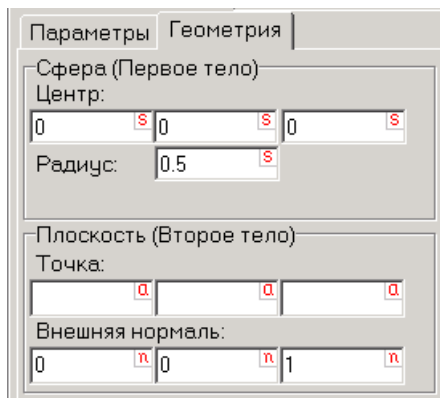 Параметры Геометрия
Сфера (Первое тело)
Центр:
0 s 0 s 0 s
Радиус: 0.5 s
Плоскость (Второе тело)
Точка:
a a a
Внешняя нормаль:
0 n 0 n 1 n